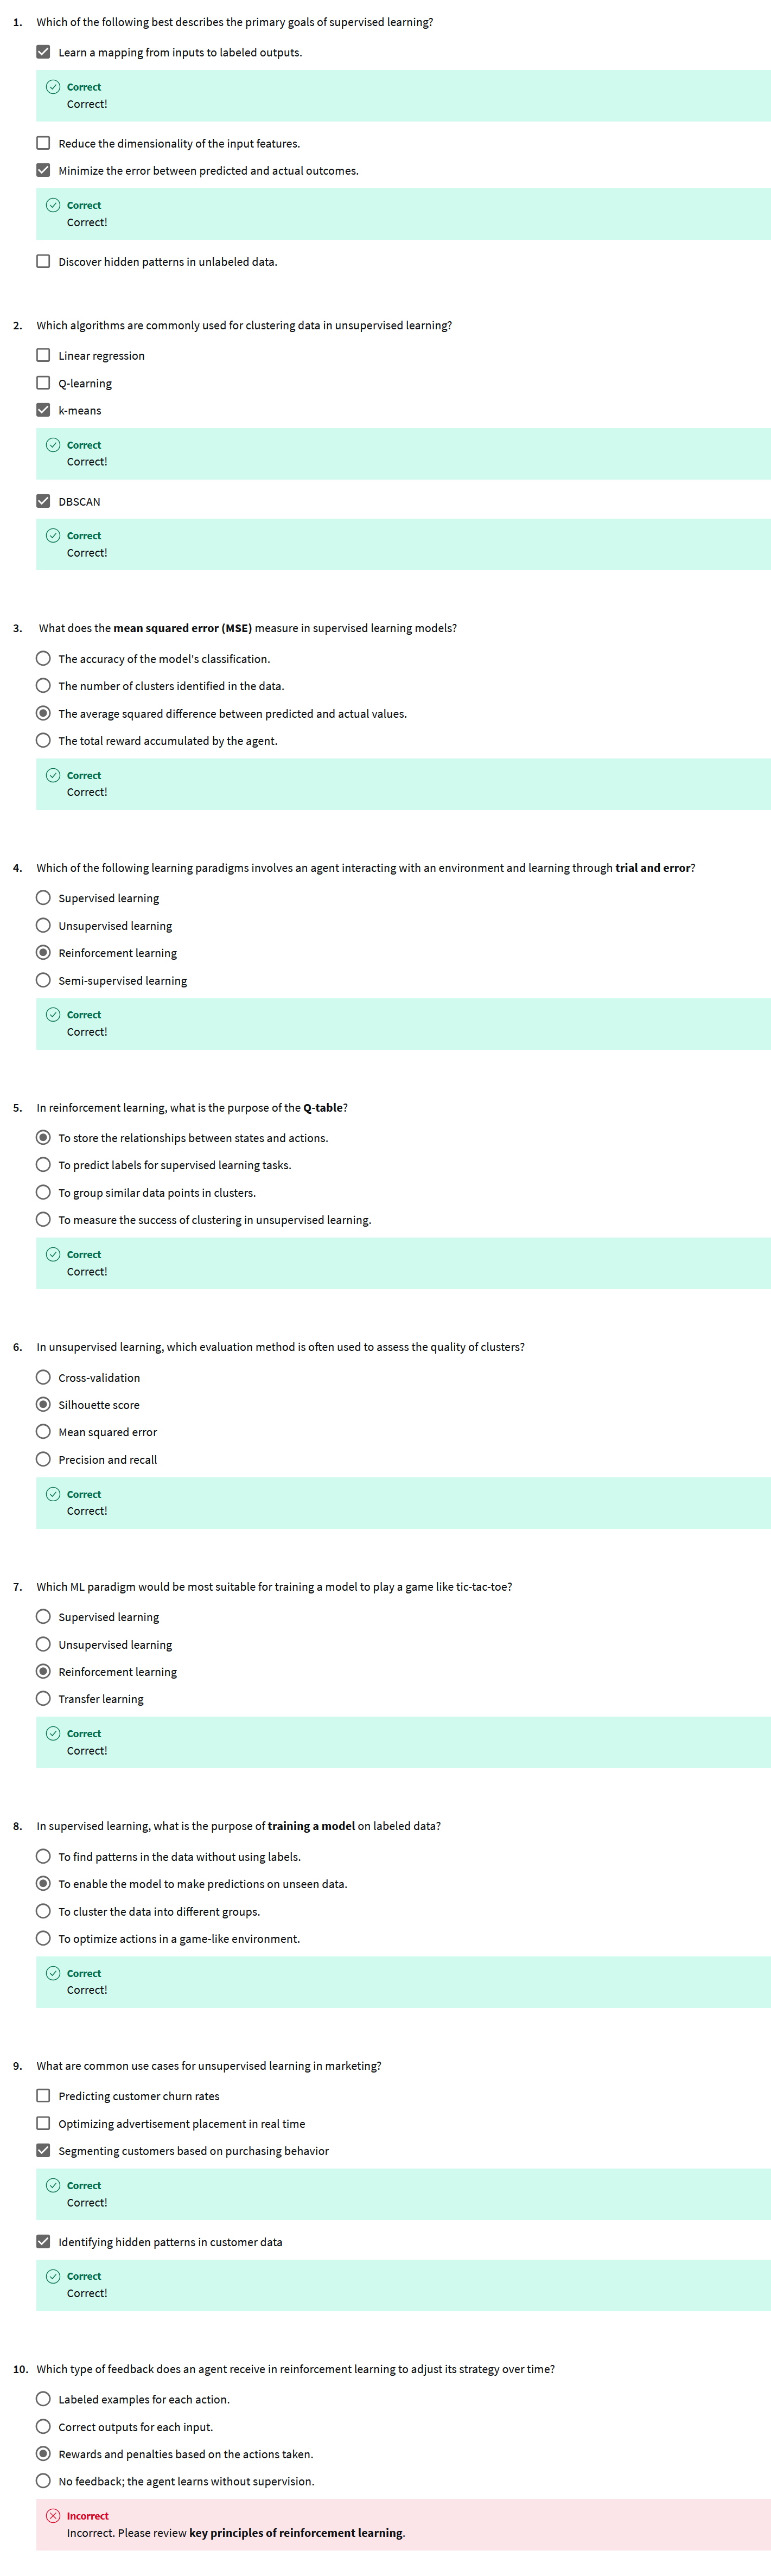 1. Which of the following best describes the primary goals of supervised learning?
Learn a mapping from inputs to labeled outputs.
Correct
Correct!
Reduce the dimensionality of the input features.
Minimize the error between predicted and actual outcomes.
Correct
Correct!
Discover hidden patterns in unlabeled data.
2. Which algorithms are commonly used for clustering data in unsupervised learning?
Linear regression
Q-learning
k-means
Correct
Correct!
DBSCAN
Correct
Correct!
3. What does the mean squared error (MSE) measure in supervised learning models?
The accuracy of the model's classification.
The number of clusters identified in the data.
The average squared difference between predicted and actual values.
The total reward accumulated by the agent.
Correct
Correct!
4. Which of the following learning paradigms involves an agent interacting with an environment and learning through trial and error?
Supervised learning
Unsupervised learning
Reinforcement learning
Semi-supervised learning
Correct
Correct!
5. In reinforcement learning, what is the purpose of the Q-table?
To store the relationships between states and actions.
To predict labels for supervised learning tasks.
To group similar data points in clusters.
To measure the success of clustering in unsupervised learning.
Correct
Correct!
6. In unsupervised learning, which evaluation method is often used to assess the quality of clusters?
Cross-validation
Silhouette score
Mean squared error
Precision and recall
Correct
Correct!
7. Which ML paradigm would be most suitable for training a model to play a game like tic-tac-toe?
Supervised learning
Unsupervised learning
Reinforcement learning
Transfer learning
Correct
Correct!
8. In supervised learning, what is the purpose of training a model on labeled data?
To find patterns in the data without using labels.
To enable the model to make predictions on unseen data.
To cluster the data into different groups.
To optimize actions in a game-like environment.
Correct
Correct!
9. What are common use cases for unsupervised learning in marketing?
Predicting customer churn rates
Optimizing advertisement placement in real time
Segmenting customers based on purchasing behavior
Correct
Correct!
Identifying hidden patterns in customer data
Correct
Correct!
10. Which type of feedback does an agent receive in reinforcement learning to adjust its strategy over time?
Labeled examples for each action.
Correct outputs for each input.
Rewards and penalties based on the actions taken.
No feedback; the agent learns without supervision.
Incorrect
Incorrect. Please review key principles of reinforcement learning.